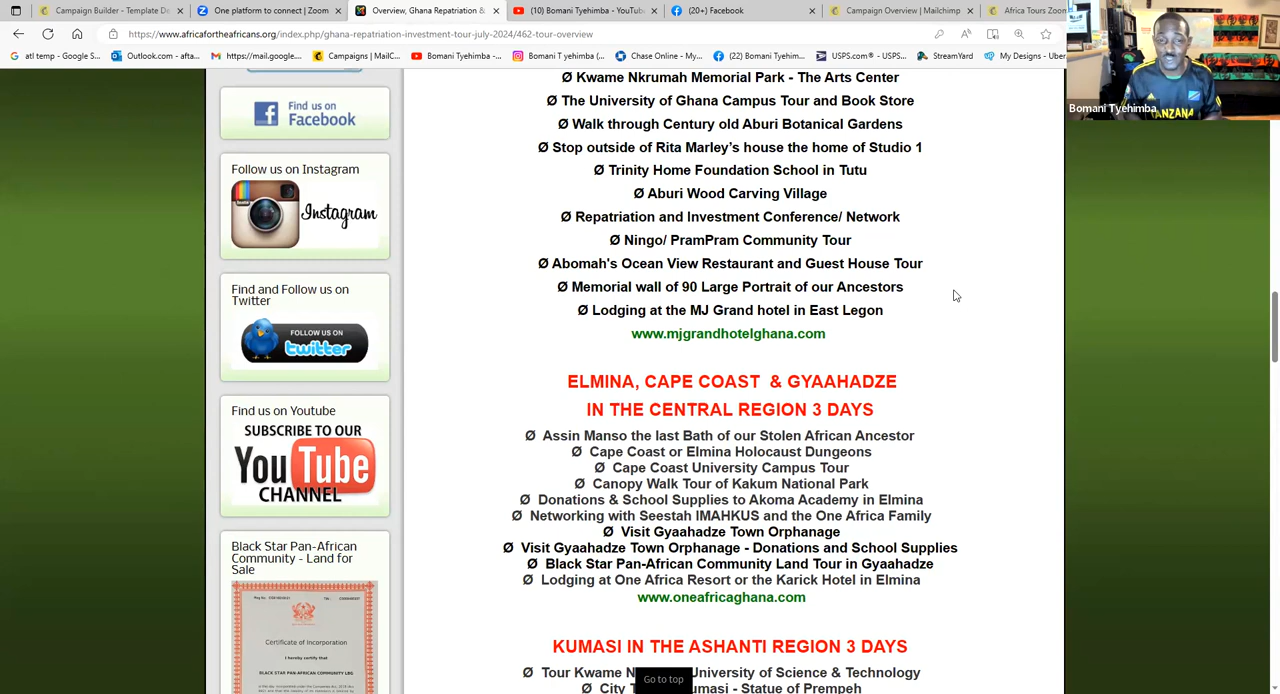 Campaign Builder - Template De
One platform to connect | Zoom
Overview, Ghana Repatriation &
(10) Bomani Tyehimba - YouTube
(20+) Facebook
Campaign Overview | Mailchimp
Africa Tours Zoom
https://www.africafortheafricans.org/index.php/ghana-repatriation-investment-tour-july-2024/462-tour-overview
atl temp - Google S...
Outlook.com - afta...
https://mail.google...
Campaigns | MailC...
Bomani Tyehimba -...
Bomani T yehimba •...
Chase Online - My...
(22) Bomani Tyehim...
USPS.com® - USPS...
StreamYard
My Designs - Uber
Bomani Tyehimba
TANZANA
Find us on
Facebook
Follow us on Instagram
Instagram
Find and Follow us on
Twitter
FOLLOW US ON
twitter
Find us on Youtube
SUBSCRIBE TO OUR
YouTube
CHANNEL
Black Star Pan-African
Community - Land for
Sale
Certificate of Incorporation
I hereby certify that
BLACK STAR PAN-AFRICAN COMMUNITY LBG
Ø Kwame Nkrumah Memorial Park - The Arts Center
Ø The University of Ghana Campus Tour and Book Store
Ø Walk through Century old Aburi Botanical Gardens
Ø Stop outside of Rita Marley’s house the home of Studio 1
Ø Trinity Home Foundation School in Tutu
Ø Aburi Wood Carving Village
Ø Repatriation and Investment Conference/ Network
Ø Ningo/ PramPram Community Tour
Ø Abomah's Ocean View Restaurant and Guest House Tour
Ø Memorial wall of 90 Large Portrait of our Ancestors
Ø Lodging at the MJ Grand hotel in East Legon
www.mjgrandhotelghana.com
ELMINA, CAPE COAST & GYAAHADZE
IN THE CENTRAL REGION 3 DAYS
Ø Assin Manso the last Bath of our Stolen African Ancestor
Ø Cape Coast or Elmina Holocaust Dungeons
Ø Cape Coast University Campus Tour
Ø Canopy Walk Tour of Kakum National Park
Ø Donations & School Supplies to Akoma Academy in Elmina
Ø Networking with Seestah IMAHKUS and the One Africa Family
Ø Visit Gyaahadze Town Orphanage
Ø Visit Gyaahadze Town Orphanage - Donations and School Supplies
Ø Black Star Pan-African Community Land Tour in Gyaahadze
Ø Lodging at One Africa Resort or the Karick Hotel in Elmina
www.oneafricaghana.com
KUMASI IN THE ASHANTI REGION 3 DAYS
Ø Tour Kwame N University of Science & Technology
Ø City T umasi - Statue of Prempeh
Go to top